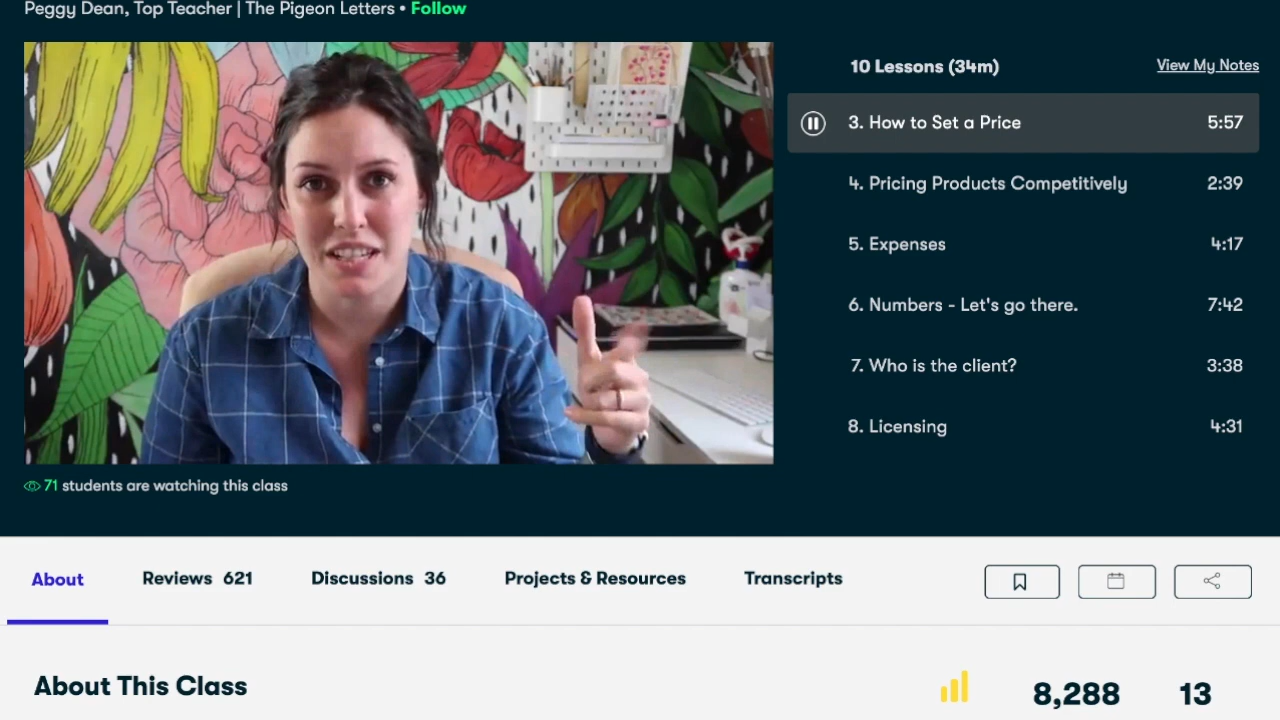 Peggy Dean, Top Teacher | The Pigeon Letters • Follow
10 Lessons (34m)
View My Notes
3. How to Set a Price
5:57
4. Pricing Products Competitively
2:39
5. Expenses
4:17
6. Numbers - Let's go there.
7:42
7. Who is the client?
3:38
8. Licensing
4:31
71 students are watching this class
About
Reviews 621
Discussions 36
Projects & Resources
Transcripts
About This Class
8,288
13